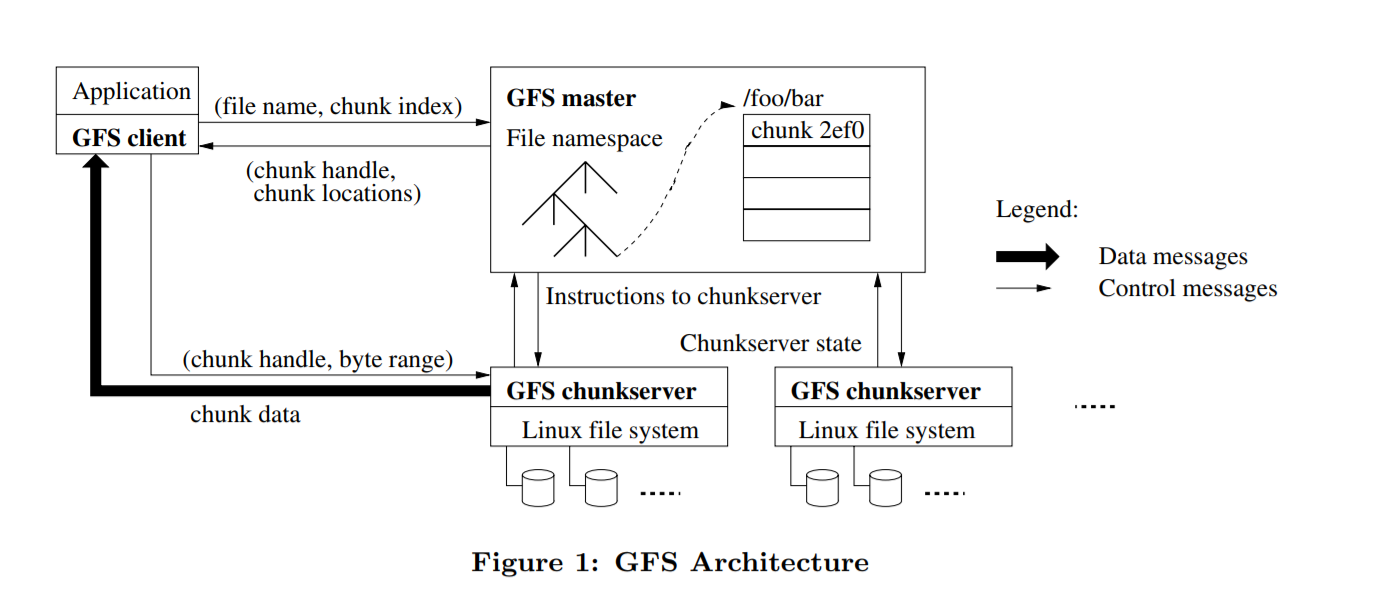 Application
GFS client
(file name, chunk index)
(chunk handle,
chunk locations)
GFS master
File namespace
/foo/bar
chunk 2ef0
Legend:
Data messages
Control messages
Instructions to chunkserver
Chunkserver state
(chunk handle, byte range)
chunk data
GFS chunkserver
Linux file system
GFS chunkserver
Linux file system
Figure 1: GFS Architecture